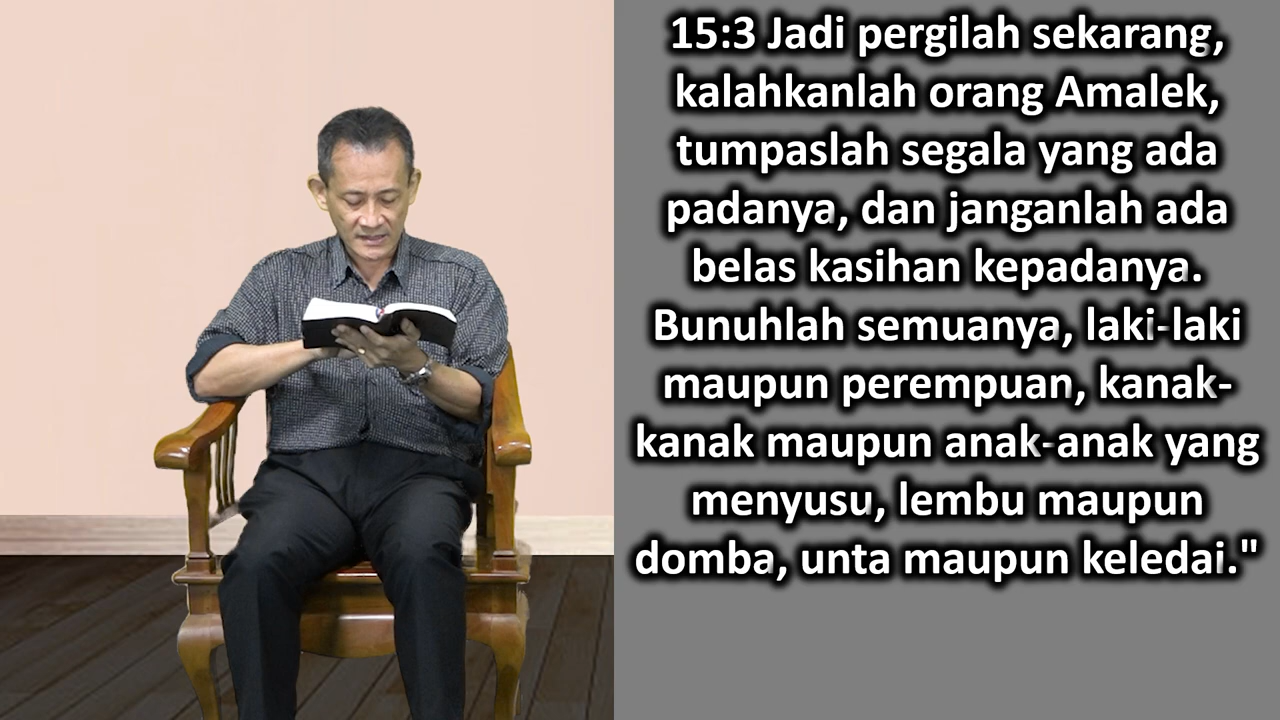 15:3 Jadi pergilah sekarang,
kalahkanlah orang Amalek,
tumpaslah segala yang ada
padanya, dan janganlah ada
belas kasihan kepadanya.
Bunuhlah semuanya, laki-laki
maupun perempuan, kanak-
kanak maupun anak-anak yang
menyusu, lembu maupun
domba, unta maupun keledai."